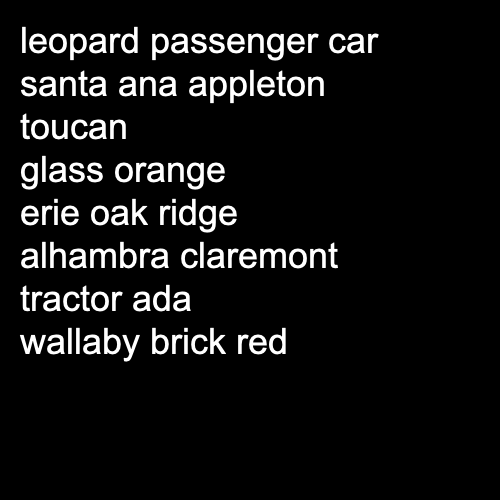 leopard passenger car
santa ana appleton
toucan
glass orange
erie oak ridge
alhambra claremont
tractor ada
wallaby brick red